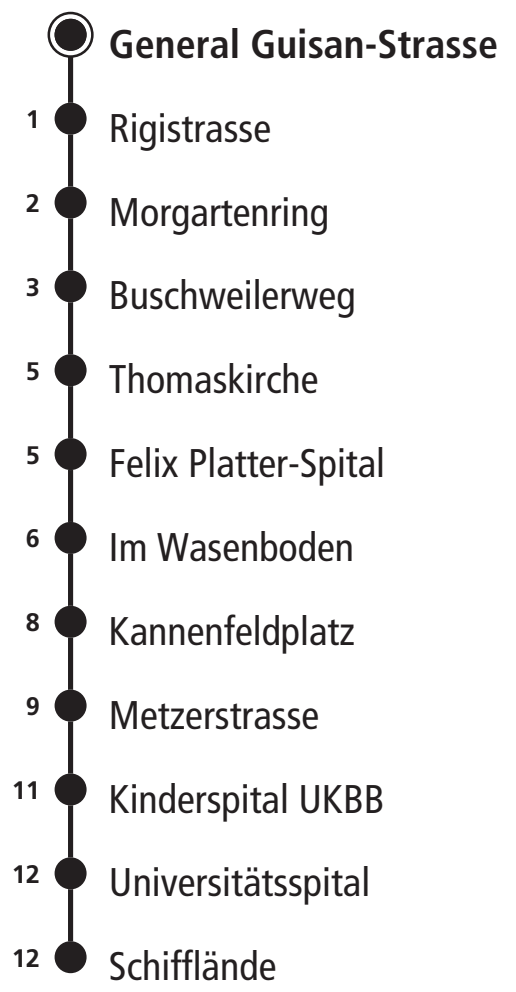 General Guisan-Strasse
1 Rigistrasse
2 Morgartenring
3 Buschweilerweg
5 Thomaskirche
5 Felix Platter-Spital
6 Im Wasenboden
8 Kannenfeldplatz
9 Metzerstrasse
11 Kinderspital UKBB
12 Universitätsspital
12 Schifflände